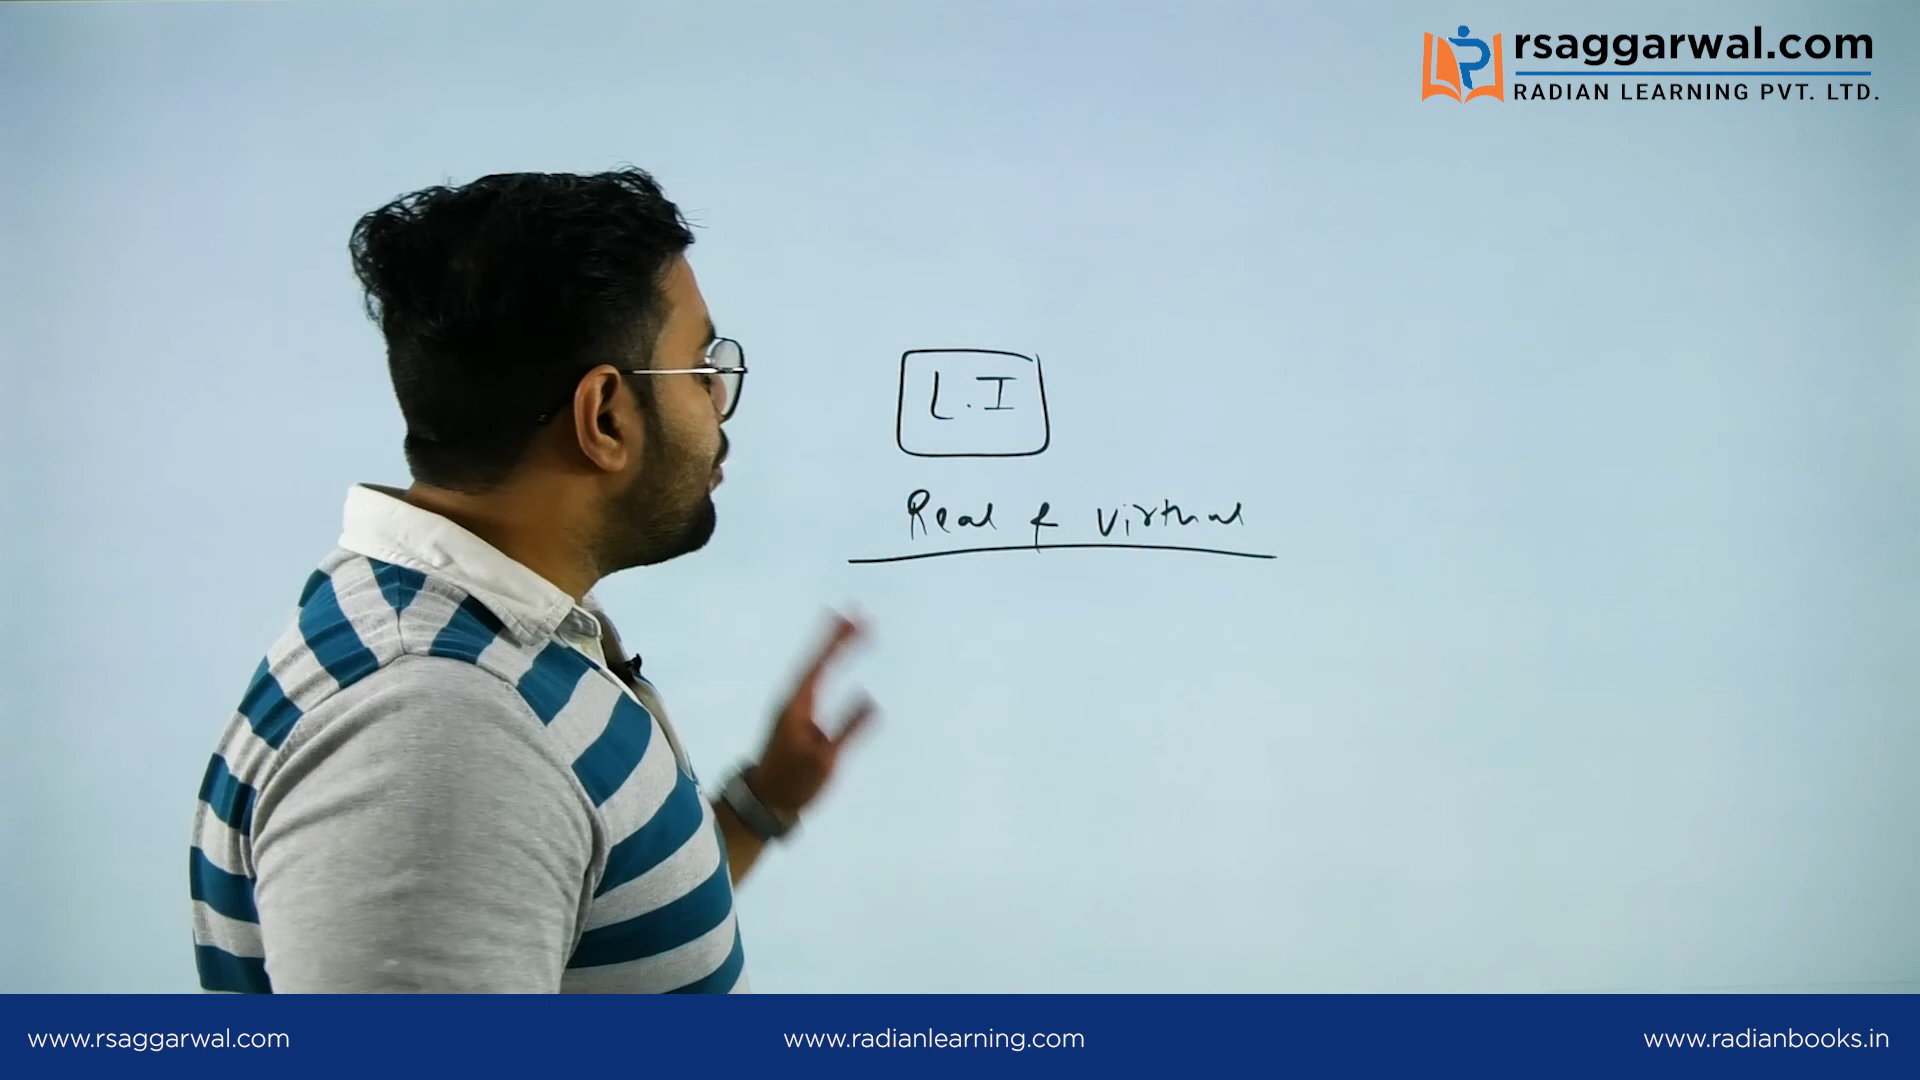 rsaggarwal.com
RADIAN LEARNING PVT. LTD.
L.I
Real & Virtual
www.rsaggarwal.com
www.radianlearning.com
www.radianbooks.in